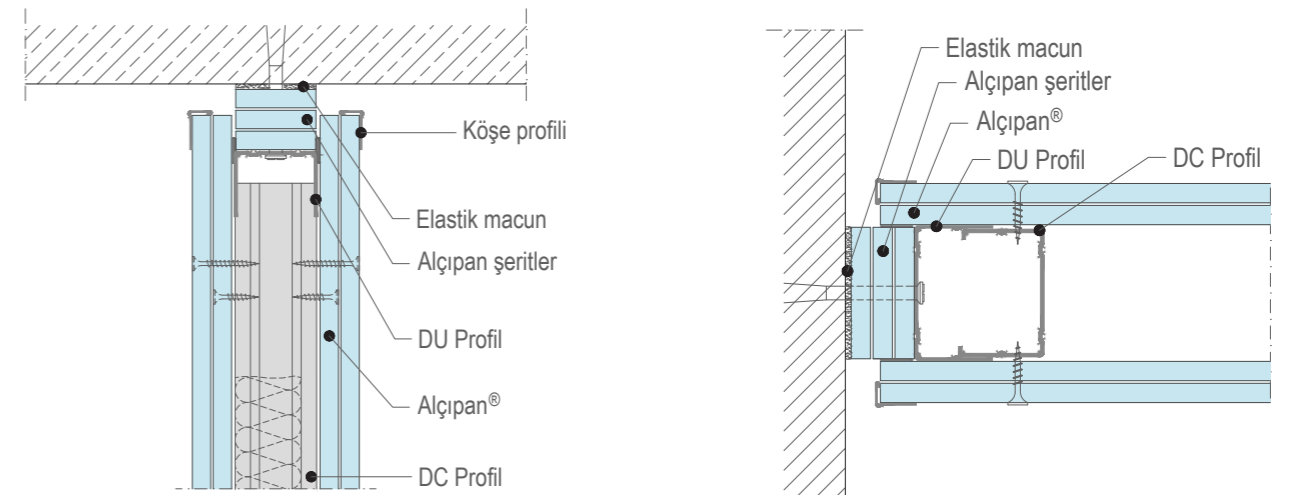 Köşe profili
Elastik macun
Alçıpan şeritler
DU Profil
Alçıpan®
DC Profil
Elastik macun
Alçıpan şeritler
Alçıpan®
DU Profil
DC Profil